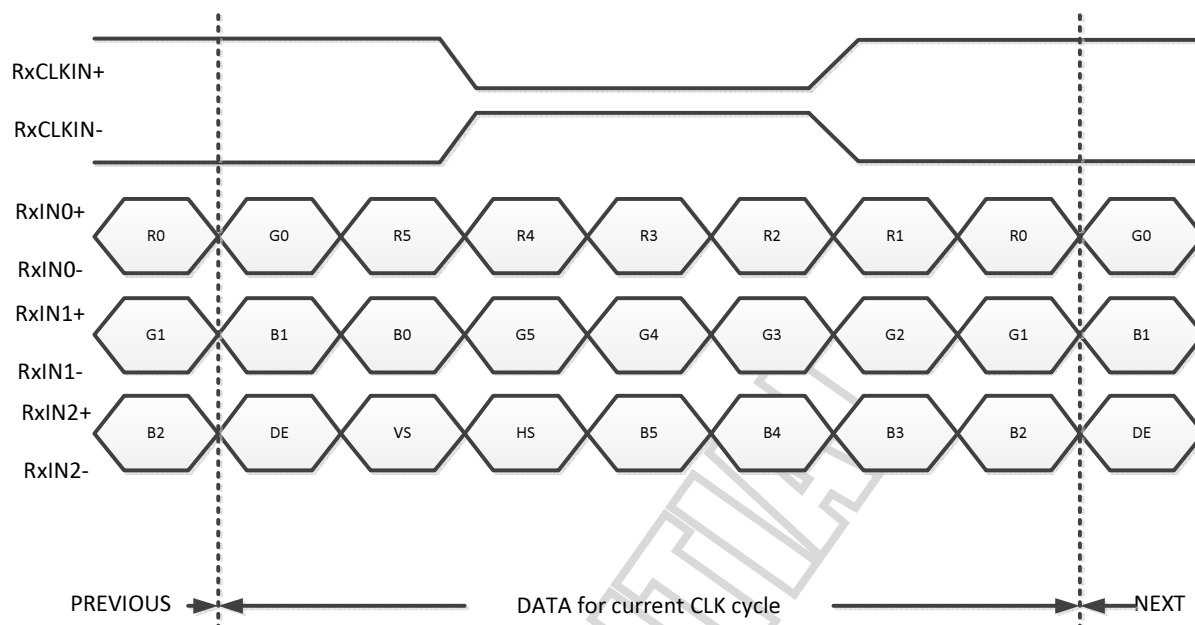 RxCLKIN+
RxCLKIN-
RxIN0+
R0 G0 R5 R4 R3 R2 R1 R0 G0
RxIN0-
RxIN1+
G1 B1 B0 G5 G4 G3 G2 G1 B1
RxIN1-
RxIN2+
B2 DE VS HS B5 B4 B3 B2 DE
RxIN2-
PREVIOUS DATA for current CLK cycle NEXT